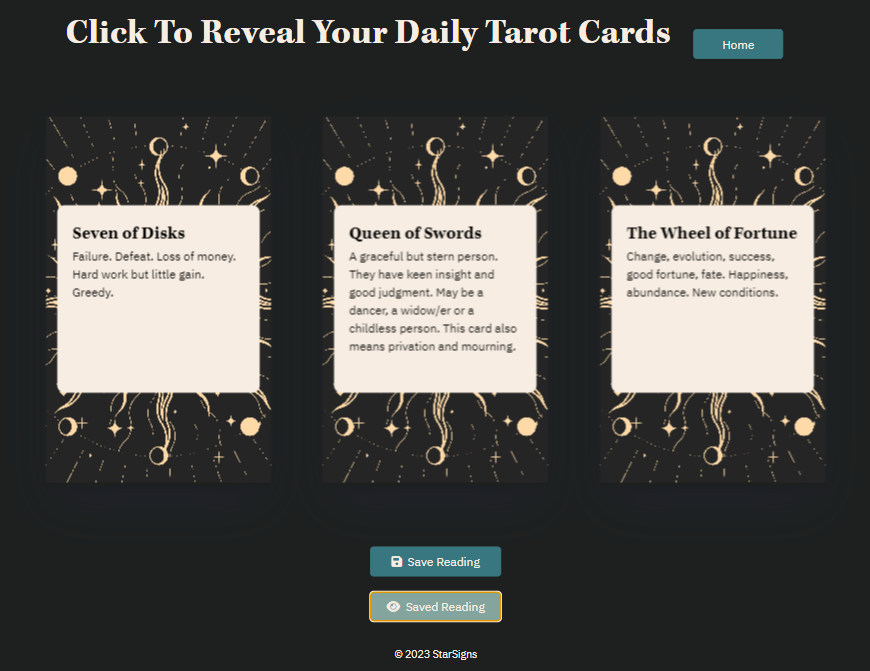 Click To Reveal Your Daily Tarot Cards
Home
Seven of Disks
Failure. Defeat. Loss of money.
Hard work but little gain.
Greedy.
Queen of Swords
A graceful but stern person.
They have keen insight and
good judgment. May be a
dancer, a widow/er or a
childless person. This card also
means privation and mourning.
The Wheel of Fortune
Change, evolution, success,
good fortune, fate. Happiness,
abundance. New conditions.
Save Reading
Saved Reading
© 2023 StarSigns